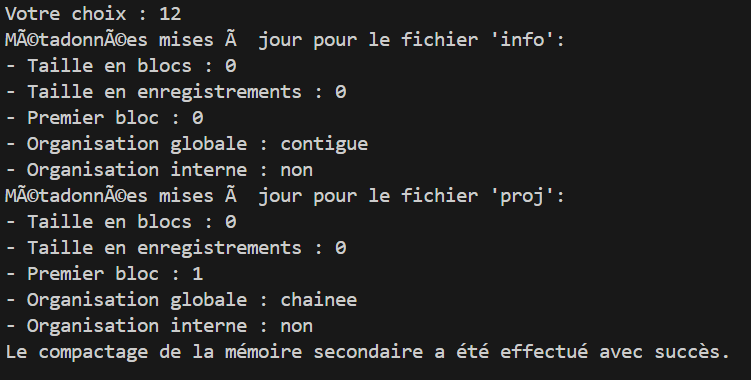 Votre choix : 12
MÃ©tadonnÃ©es mises Ã  jour pour le fichier 'info':
- Taille en blocs : 0
- Taille en enregistrements : 0
- Premier bloc : 0
- Organisation globale : contigue
- Organisation interne : non
MÃ©tadonnÃ©es mises Ã  jour pour le fichier 'proj':
- Taille en blocs : 0
- Taille en enregistrements : 0
- Premier bloc : 1
- Organisation globale : chainee
- Organisation interne : non
Le compactage de la mémoire secondaire a été effectué avec succès.